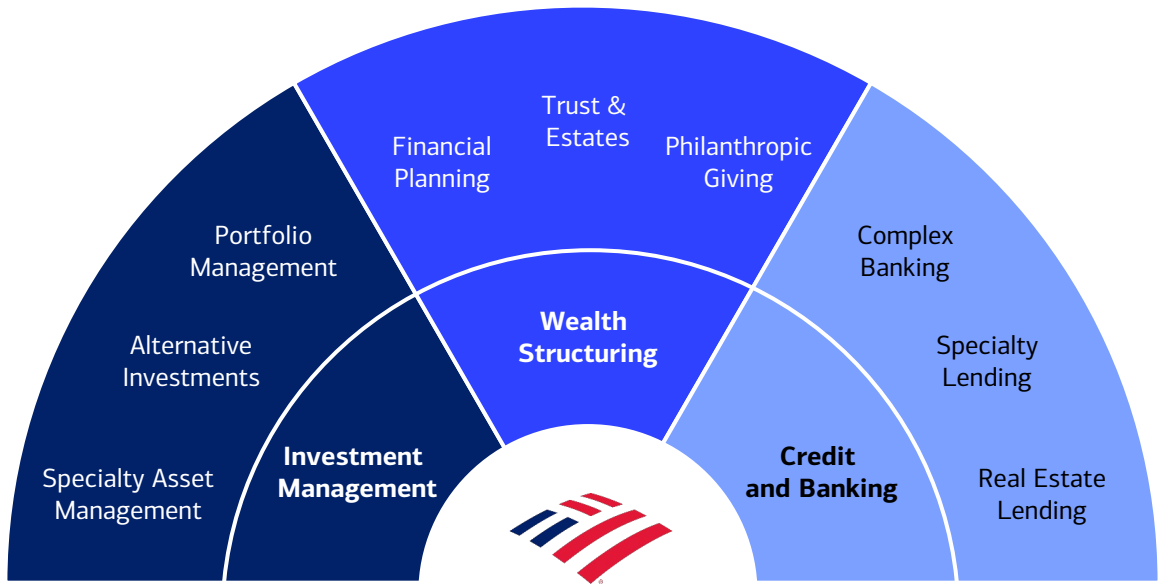 Trust &
Estates
Financial
Planning
Philanthropic
Giving
Portfolio
Management
Alternative
Investments
Specialty Asset
Management
Complex
Banking
Specialty
Lending
Real Estate
Lending
Wealth
Structuring
Investment
Management
Credit
and Banking
®